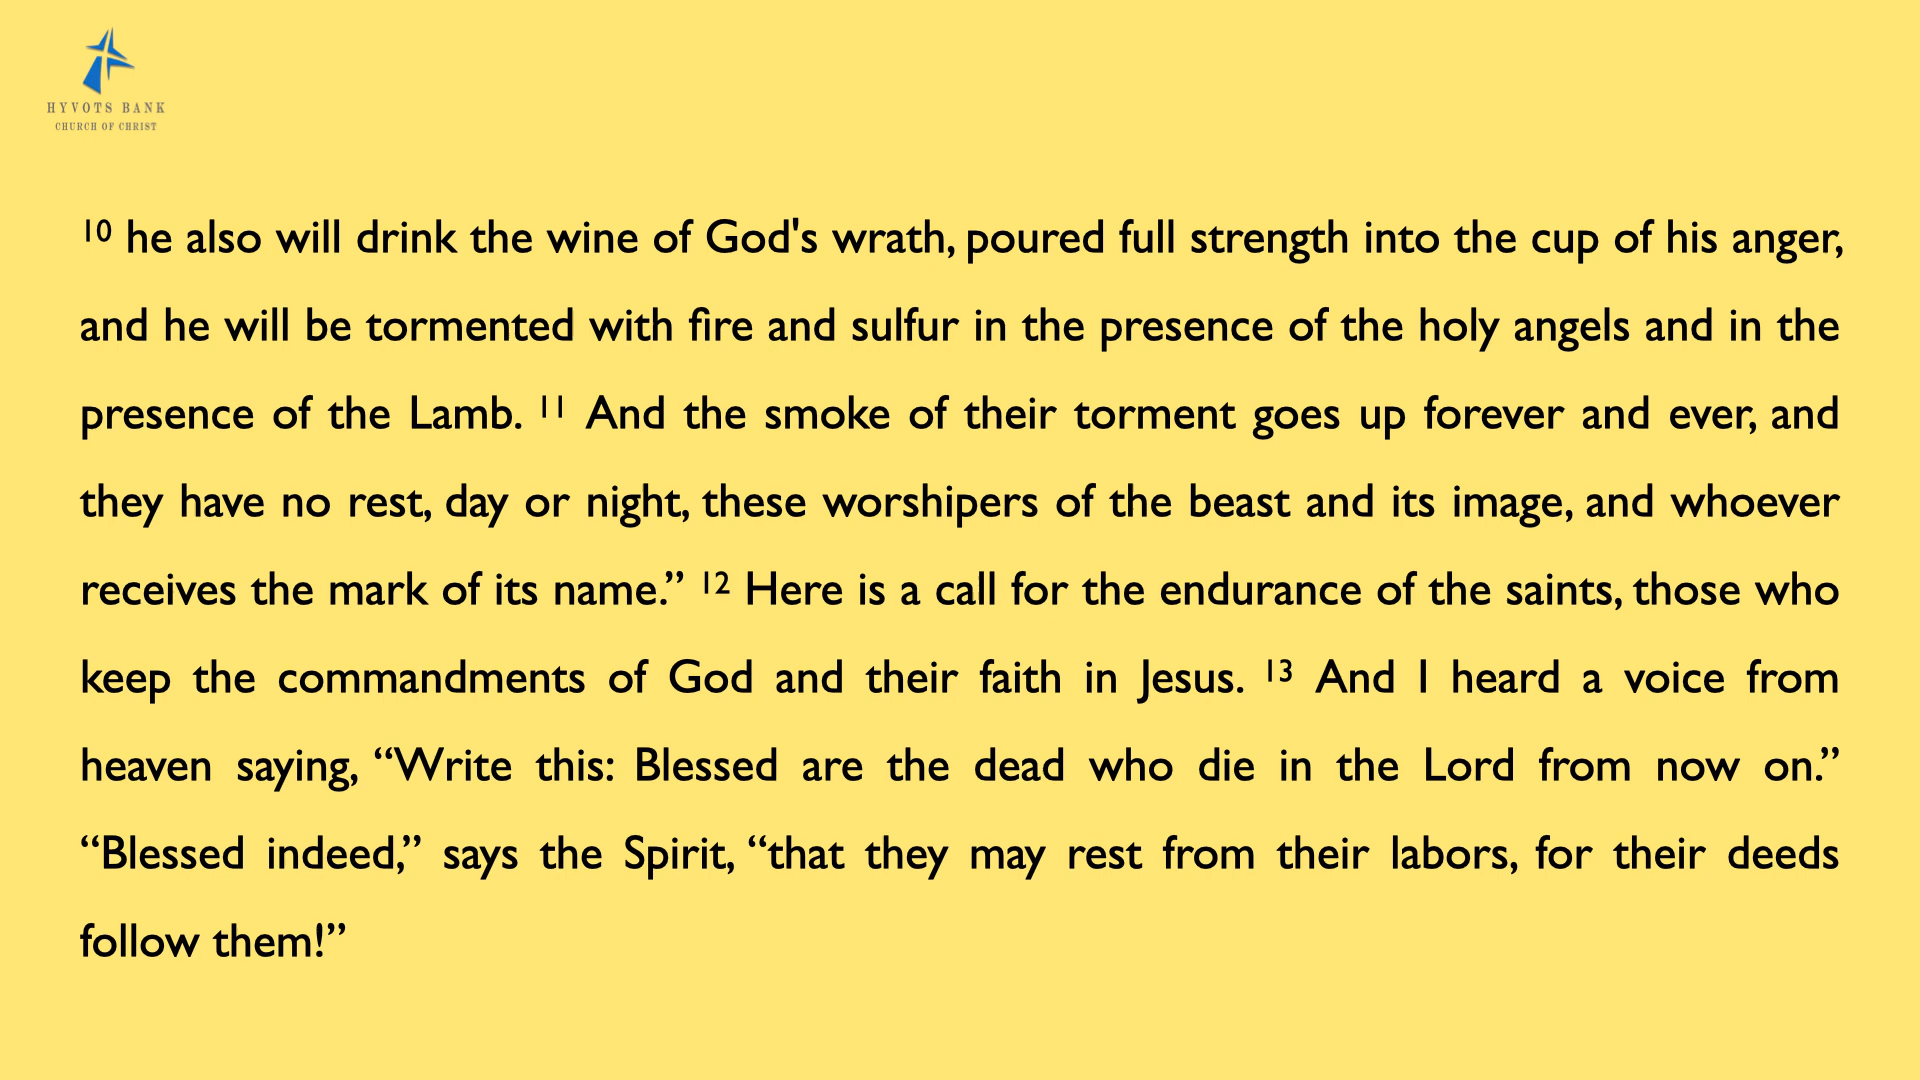 HYVOTS BANK
CHURCH OF CHRIST
10 he also will drink the wine of God's wrath, poured full strength into the cup of his anger,
and he will be tormented with fire and sulfur in the presence of the holy angels and in the
presence of the Lamb. 11 And the smoke of their torment goes up forever and ever, and
they have no rest, day or night, these worshipers of the beast and its image, and whoever
receives the mark of its name.” 12 Here is a call for the endurance of the saints, those who
keep the commandments of God and their faith in Jesus. 13 And I heard a voice from
heaven saying, “Write this: Blessed are the dead who die in the Lord from now on.”
“Blessed indeed,” says the Spirit, “that they may rest from their labors, for their deeds
follow them!”